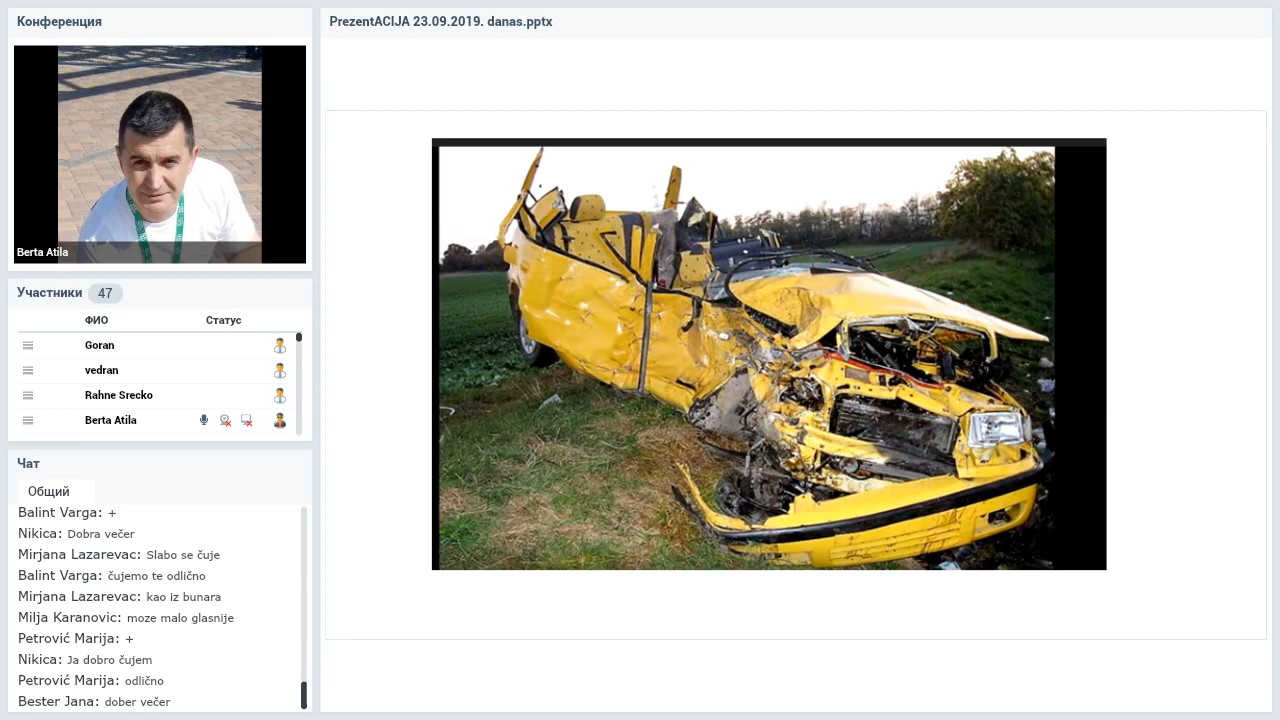 Конференция
Berta Atila
Участники 47
ФИО Статус
Goran
vedran
Rahne Srecko
Berta Atila
Чат
Общий
Balint Varga: +
Nikica: Dobra večer
Mirjana Lazarevac: Slabo se čuje
Balint Varga: čujemo te odlično
Mirjana Lazarevac: kao iz bunara
Milja Karanovic: moze malo glasnije
Petrović Marija: +
Nikica: Ja dobro čujem
Petrović Marija: odlično
Bester Jana: dober večer
PrezentACIJA 23.09.2019. danas.pptx